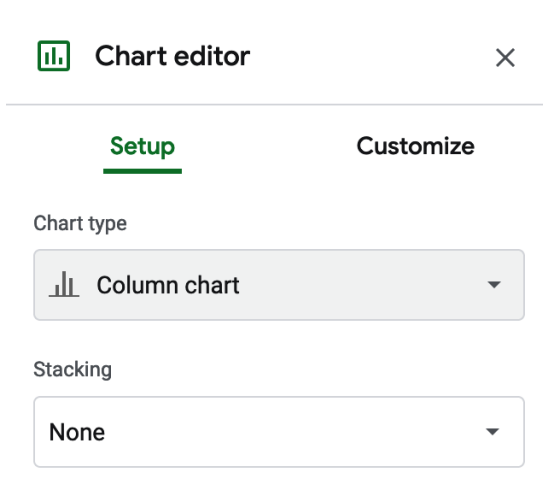 Chart editor
Setup Customize
Chart type
Column chart
Stacking
None